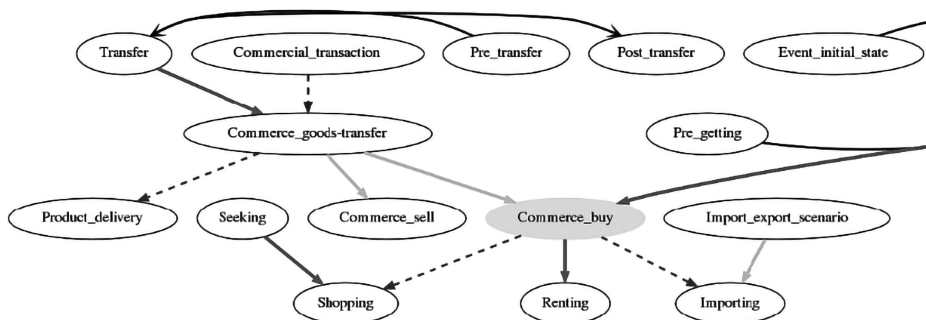 Transfer
Commercial_transaction
Pre_transfer
Post_transfer
Event_initial_state
Commerce_goods-transfer
Pre_getting
Product_delivery
Seeking
Commerce_sell
Commerce_buy
Import_export_scenario
Shopping
Renting
Importing